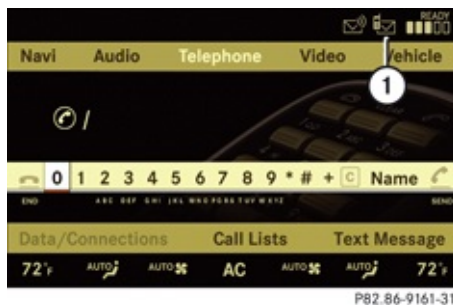 READY
Navi Audio Telephone Video Vehicle
1
/
0 1 2 3 4 5 6 7 8 9 * # + C Name
END ABC DEF GHI JKL MNO PQRS TUV WXYZ SEND
Data/Connections Call Lists Text Message
72°F AUTO AUTO AC AUTO AUTO 72°F
P82.86-9161-31